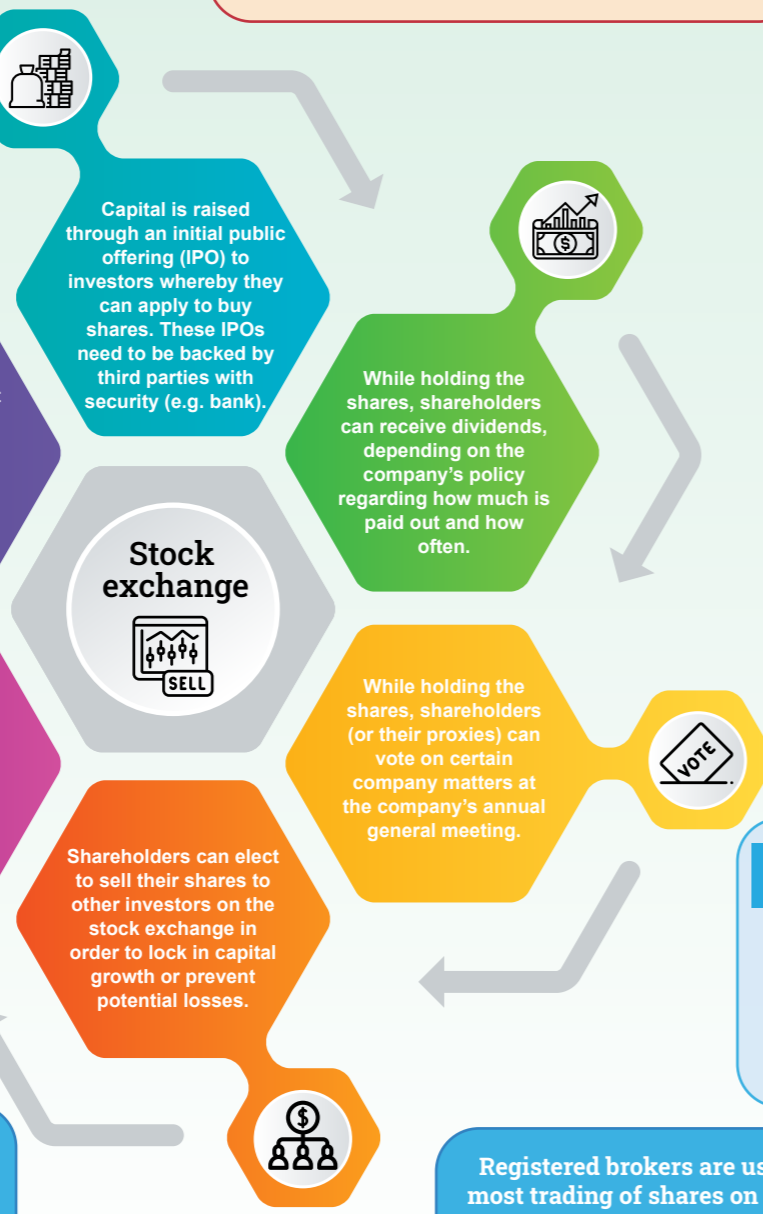 Capital is raised
through an initial public
offering (IPO) to
investors whereby they
can apply to buy
shares. These IPOs
need to be backed by
third parties with
security (e.g. bank).
While holding the
shares, shareholders
can receive dividends,
depending on the
company’s policy
regarding how much is
paid out and how
often.
Stock
exchange
SELL
While holding the
shares, shareholders
(or their proxies) can
vote on certain
company matters at
the company’s annual
general meeting.
VOTE
Shareholders can elect
to sell their shares to
other investors on the
stock exchange in
order to lock in capital
growth or prevent
potential losses.
Registered brokers are us
most trading of shares on